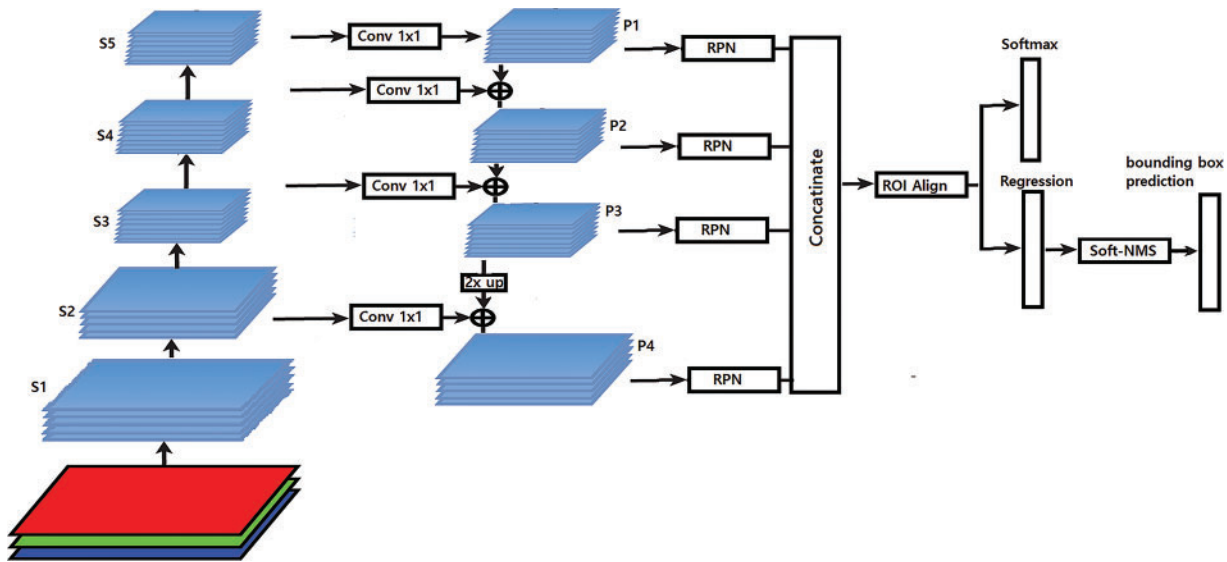 S5
Conv 1x1
P1
RPN
Softmax
Conv 1x1
S4
P2
RPN
Conv 1x1
S3
P3
RPN
Concatinate
ROI Align
Regression
bounding box
prediction
Soft-NMS
2x up
S2
Conv 1x1
P4
S1
RPN